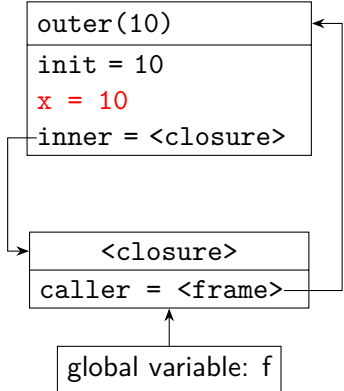 outer(10)
init = 10
x = 10
inner = <closure>
<closure>
caller = <frame>
global variable: f